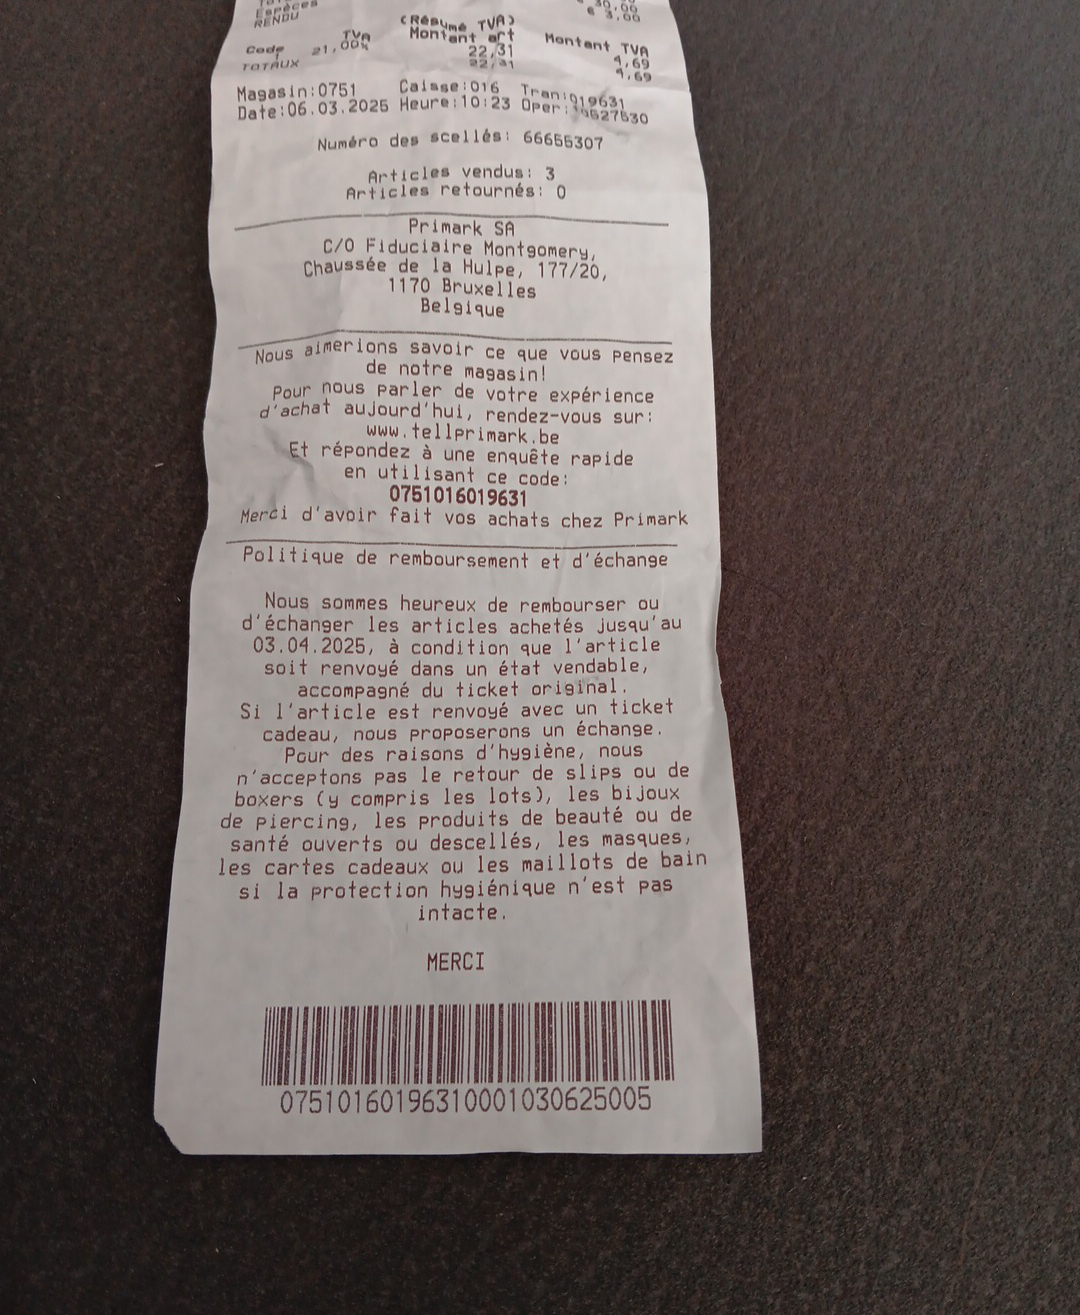 Espèces 30,00
RENDU € 3,00
(Résumé TVA)
Code TVA Montant art Montant TVA
1 21,00% 22,31 4,69
TOTAUX 22,31 4,69
Magasin:0751 Caisse:016 Tran:019631
Date:06.03.2025 Heure:10:23 Oper:
Numéro des scellés: 66655307
Articles vendus: 3
Articles retournés: 0
Primark SA
C/O Fiduciaire Montgomery,
Chaussée de la Hulpe, 177/20,
1170 Bruxelles
Belgique
Nous aimerions savoir ce que vous pensez
de notre magasin!
Pour nous parler de votre expérience
d'achat aujourd'hui, rendez-vous sur:
www.tellprimark.be
Et répondez à une enquête rapide
en utilisant ce code:
0751016019631
Merci d'avoir fait vos achats chez Primark
Politique de remboursement et d'échange
Nous sommes heureux de rembourser ou
d'échanger les articles achetés jusqu'au
03.04.2025, à condition que l'article
soit renvoyé dans un état vendable,
accompagné du ticket original.
Si l'article est renvoyé avec un ticket
cadeau, nous proposerons un échange.
Pour des raisons d'hygiène, nous
n'acceptons pas le retour de slips ou de
boxers (y compris les lots), les bijoux
de piercing, les produits de beauté ou de
santé ouverts ou descellés, les masques,
les cartes cadeaux ou les maillots de bain
si la protection hygiénique n'est pas
intacte.
MERCI
07510160196310001030625005